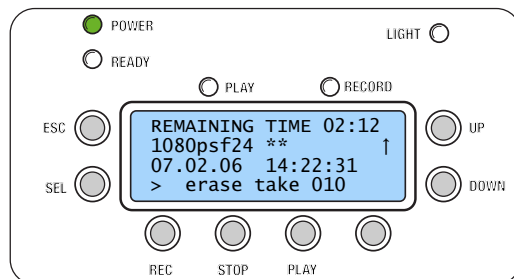 POWER
LIGHT
READY
PLAY
RECORD
ESC
REMAINING TIME 02:12
UP
1080psf24 ** ↑
07.02.06 14:22:31
SEL
> erase take 010
DOWN
REC
STOP
PLAY